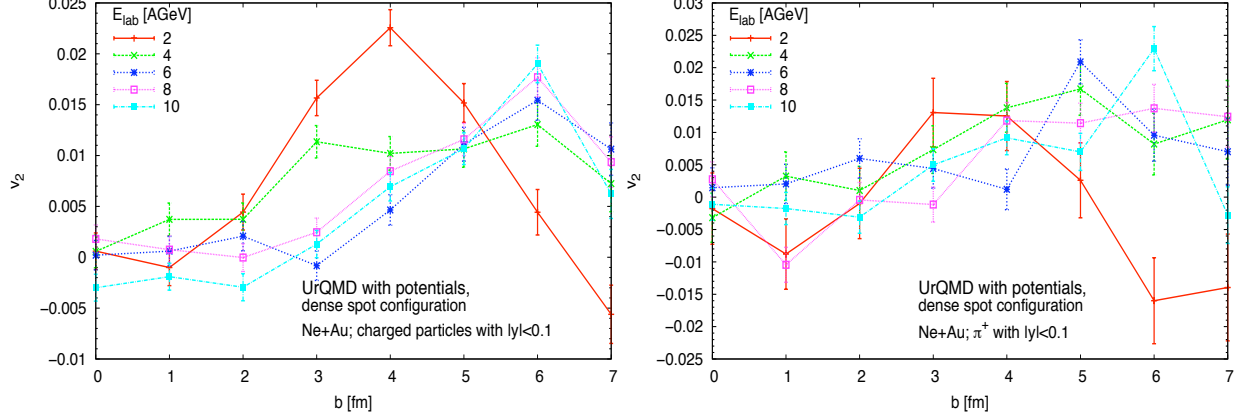 0.025
0.02
0.015
0.01
0.005
0
−0.005
−0.01
v2
E_lab [AGeV]
2
4
6
8
10
UrQMD with potentials,
dense spot configuration
Ne+Au; charged particles with |y|<0.1
0 1 2 3 4 5 6 7
b [fm]
0.03
0.025
0.02
0.015
0.01
0.005
0
−0.005
−0.01
−0.015
−0.02
−0.025
v2
E_lab [AGeV]
2
4
6
8
10
UrQMD with potentials,
dense spot configuration
Ne+Au; π+ with |y|<0.1
0 1 2 3 4 5 6 7
b [fm]